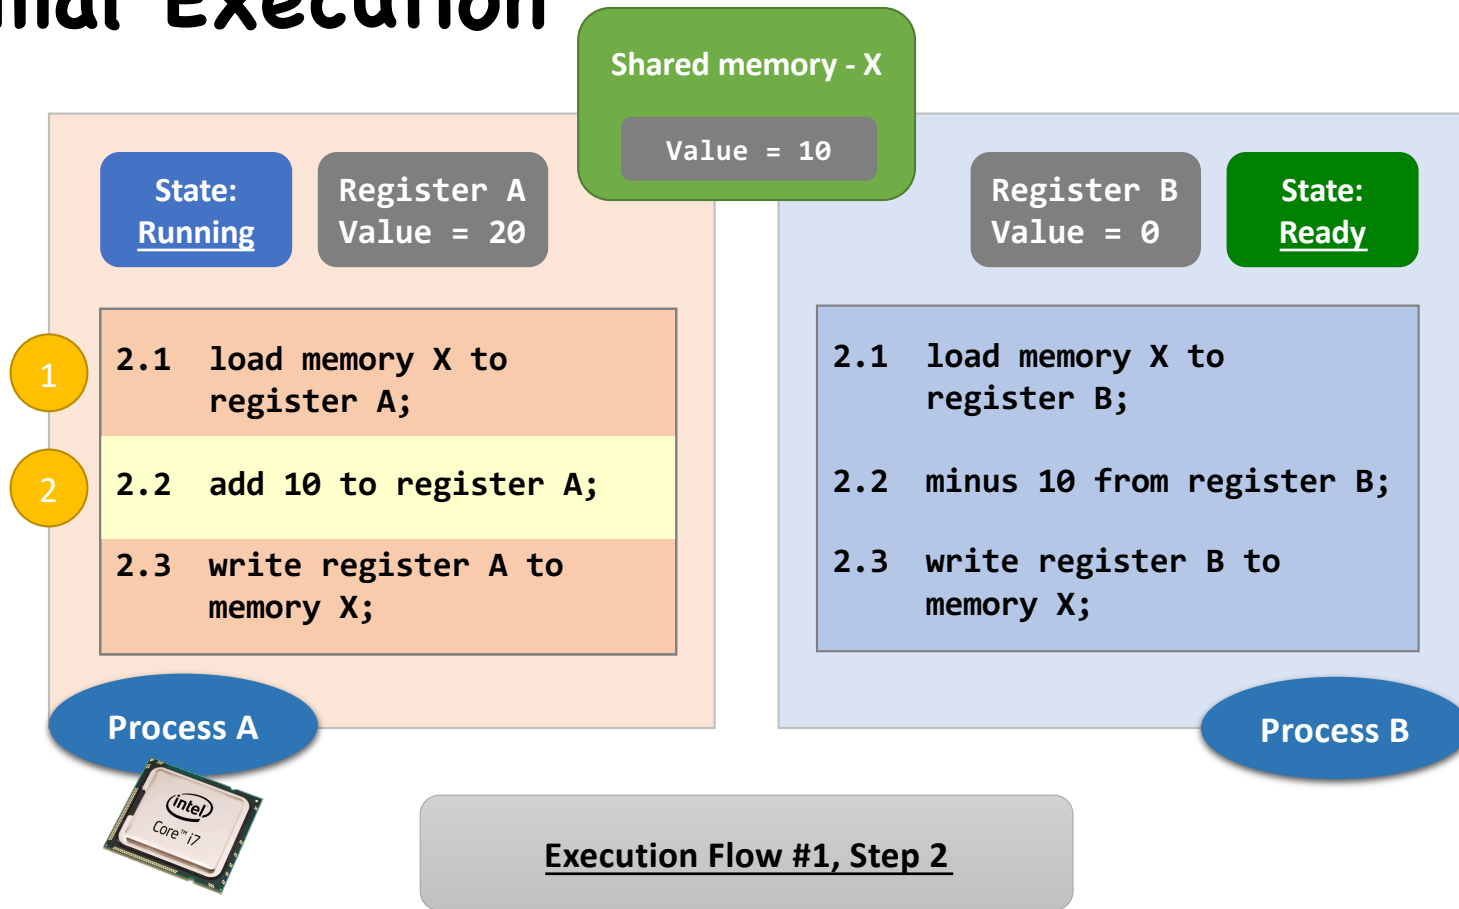 nal Execution
Shared memory - X
Value = 10
State:
Running
Register A
Value = 20
Register B
Value = 0
State:
Ready
1
2.1 load memory X to
register A;
2
2.2 add 10 to register A;
2.3 write register A to
memory X;
2.1 load memory X to
register B;
2.2 minus 10 from register B;
2.3 write register B to
memory X;
Process A
Process B
intel
Core™ i7
Execution Flow #1, Step 2